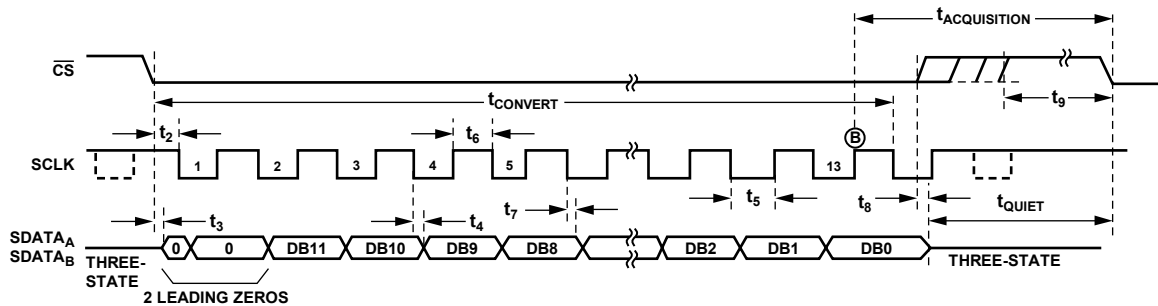 tACQUISITION
CS
tCONVERT
t9
t2
t6
B
SCLK
1 2 3 4 5 13
t3
t7
t4
t5
t8
tQUIET
SDATAA
SDATAB
0 0 DB11 DB10 DB9 DB8 DB2 DB1 DB0
THREE-
STATE
THREE-STATE
2 LEADING ZEROS